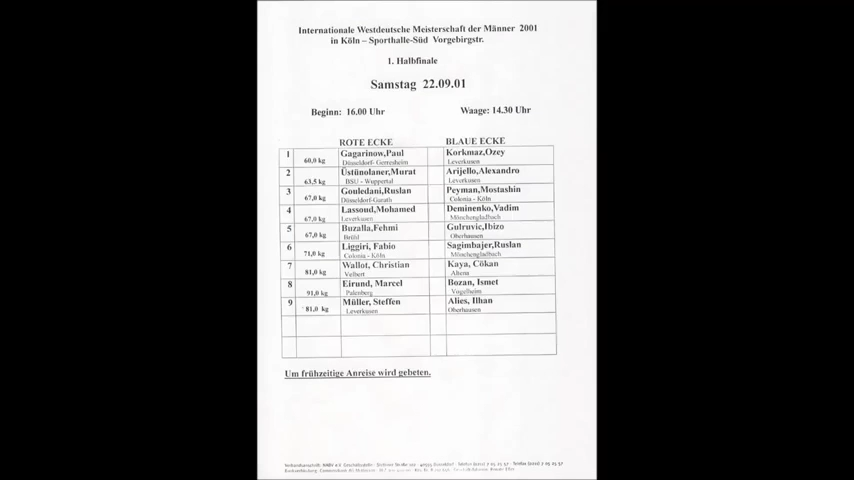 Internationale Westdeutsche Meisterschaft der Männer 2001
in Köln – Sporthalle-Süd Vorgebirgstr.
1. Halbfinale
Samstag 22.09.01
Beginn: 16.00 Uhr Waage: 14.30 Uhr
ROTE ECKE BLAUE ECKE
1 60,0 kg Gagarinow,Paul Korkmaz,Ozey
Düsseldorf- Gerresheim Leverkusen
2 63,5 kg Üstünolaner,Murat Arijello,Alexandro
BSU - Wuppertal Leverkusen
3 67,0 kg Gouledani,Ruslan Peyman,Mostashin
Düsseldorf-Garath Colonia - Köln
4 67,0 kg Lassoud,Mohamed Deminenko,Vadim
Leverkusen Mönchengladbach
5 67,0 kg Buzalla,Fehmi Gulruvic,Ibizo
Brühl Oberhausen
6 71,0 kg Liggiri, Fabio Sagimbajer,Ruslan
Colonia - Köln Mönchengladbach
7 81,0 kg Wallot, Christian Kaya, Cökan
Velbert Altena
8 91,0 kg Eirund, Marcel Bozan, Ismet
Palenberg Vogelheim
9 81,0 kg Müller, Steffen Alies, Ilhan
Leverkusen Oberhausen
Um frühzeitige Anreise wird gebeten.